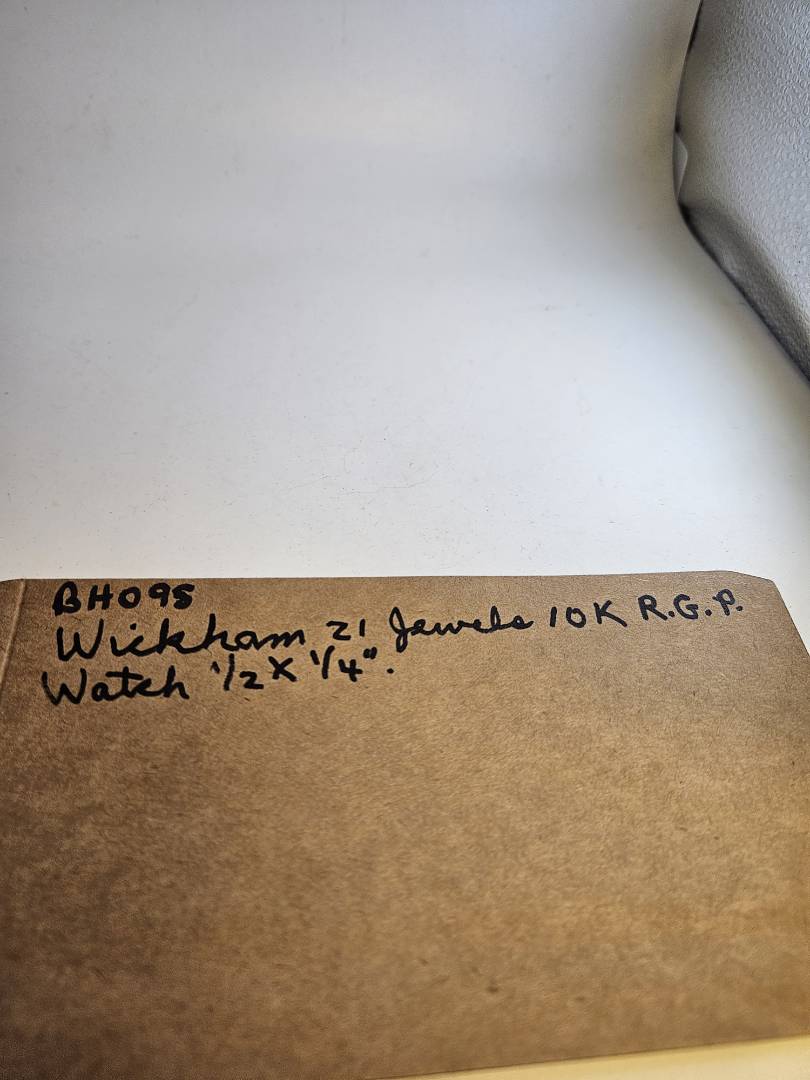 BH095
Wickham 21 Jewels 10K R.G.P.
Watch 1/2 X 1/4".